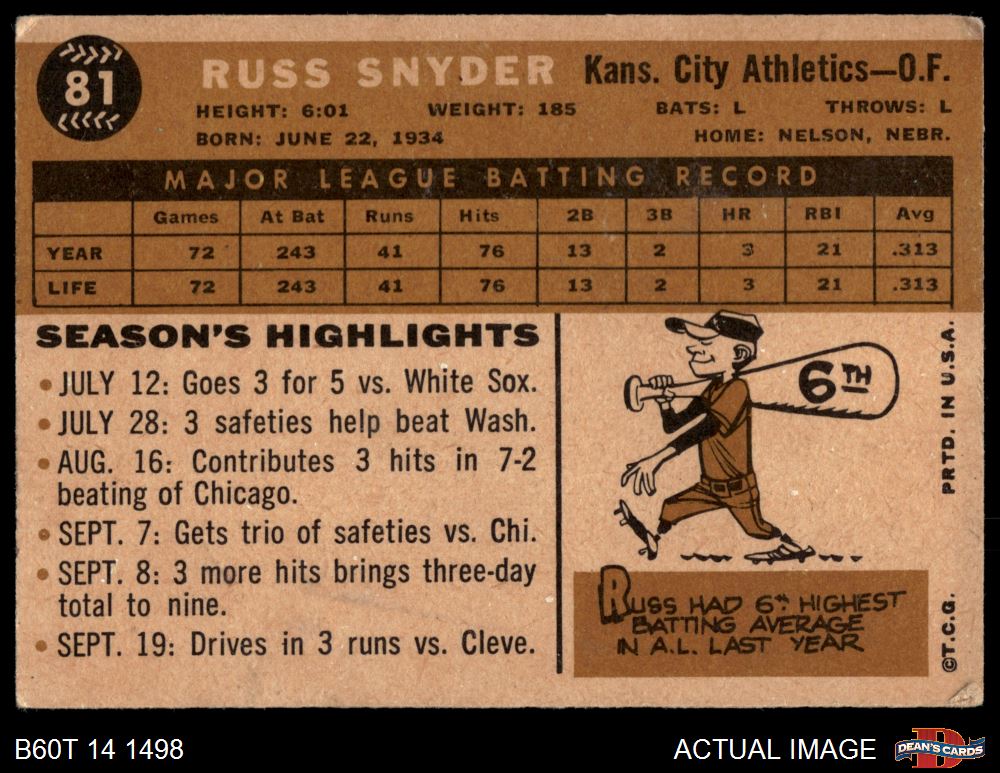 81
RUSS SNYDER Kans. City Athletics—O.F.
HEIGHT: 6:01 WEIGHT: 185 BATS: L THROWS: L
BORN: JUNE 22, 1934 HOME: NELSON, NEBR.
MAJOR LEAGUE BATTING RECORD
Games At Bat Runs Hits 2B 3B HR RBI Avg
YEAR 72 243 41 76 13 2 3 21 .313
LIFE 72 243 41 76 13 2 3 21 .313
SEASON'S HIGHLIGHTS
• JULY 12: Goes 3 for 5 vs. White Sox.
• JULY 28: 3 safeties help beat Wash.
• AUG. 16: Contributes 3 hits in 7-2
beating of Chicago.
• SEPT. 7: Gets trio of safeties vs. Chi.
• SEPT. 8: 3 more hits brings three-day
total to nine.
• SEPT. 19: Drives in 3 runs vs. Cleve.
6TH
RUSS HAD 6TH HIGHEST
BATTING AVERAGE
IN A.L. LAST YEAR
©T.C.G. PRTD. IN U.S.A.
B60T 14 1498 ACTUAL IMAGE
D
DEAN'S CARDS